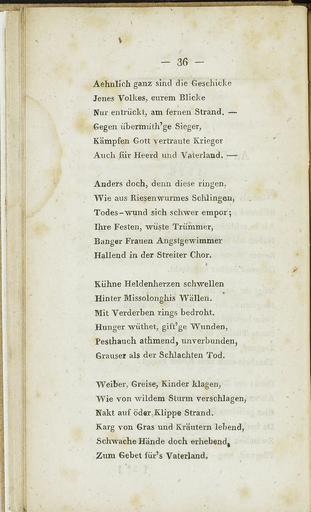 — 36 —
Aehnlich ganz sind die Geschicke
Jenes Volkes, eurem Blicke
Nur entrückt, am fernen Strand. —
Gegen übermüth'ge Sieger,
Kämpfen Gott vertraute Krieger
Auch für Heerd und Vaterland. —
Anders doch, denn diese ringen,
Wie aus Riesenwurmes Schlingen,
Todes-wund sich schwer empor;
Ihre Festen, wüste Trümmer,
Banger Frauen Angstgewimmer
Hallend in der Streiter Chor.
Kühne Heldenherzen schwellen
Hinter Missolonghis Wällen.
Mit Verderben rings bedroht.
Hunger wüthet, gift'ge Wunden,
Pesthauch athmend, unverbunden,
Grauser als der Schlachten Tod.
Weiber, Greise, Kinder klagen,
Wie von wildem Sturm verschlagen,
Nakt auf öder Klippe Strand.
Karg von Gras und Kräutern lebend,
Schwache Hände doch erhebend,
Zum Gebet für's Vaterland.